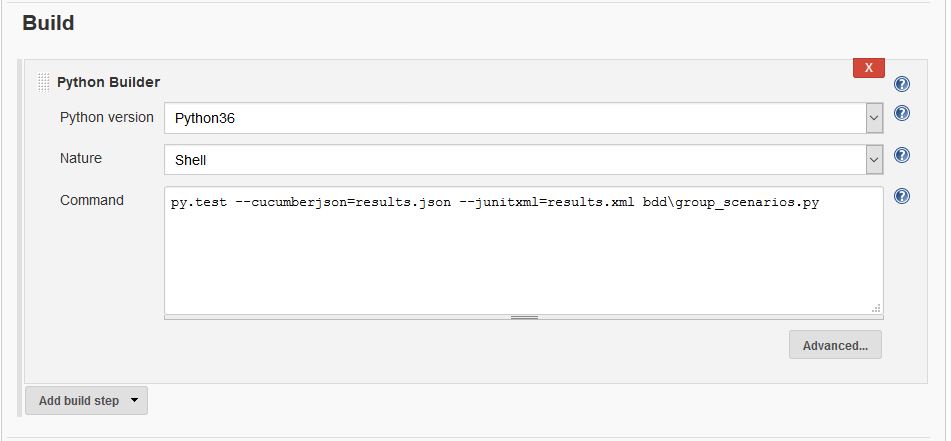 Build
Python Builder
X
Python version Python36
Nature Shell
Command py.test --cucumberjson=results.json --junitxml=results.xml bdd\group_scenarios.py
Advanced...
Add build step